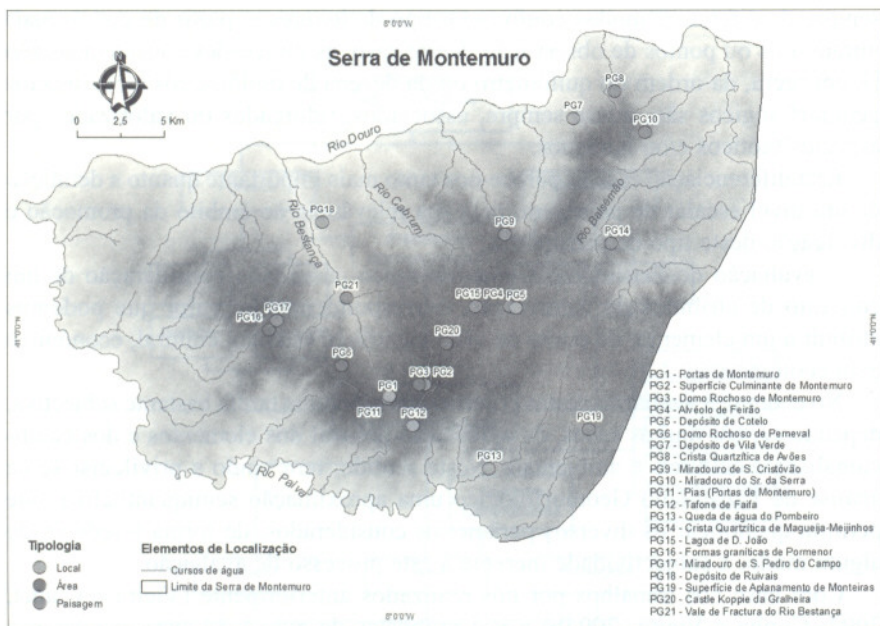 8°0'0"W
Serra de Montemuro
0 2,5 5 Km
Rio Douro
Rio Bestança
Rio Cabrum
Rio Balsemão
Rio Paiva
PG8
PG7
PG10
PG18
PG9
PG14
PG21
PG15
PG4
PG5
PG17
PG16
PG20
PG6
PG3
PG2
PG1
PG11
PG12
PG19
PG13
PG1 - Portas de Montemuro
PG2 - Superfície Culminante de Montemuro
PG3 - Domo Rochoso de Montemuro
PG4 - Alvéolo de Feirão
PG5 - Depósito de Cotelo
PG6 - Domo Rochoso de Perneval
PG7 - Depósito de Vila Verde
PG8 - Crista Quartzítica de Avões
PG9 - Miradouro de S. Cristóvão
PG10 - Miradouro do Sr. da Serra
PG11 - Pias (Portas de Montemuro)
PG12 - Tafone de Faifa
PG13 - Queda de água do Pombeiro
PG14 - Crista Quartzítica de Magueija-Meijinhos
PG15 - Lagoa de D. João
PG16 - Formas graníticas de Pormenor
PG17 - Miradouro de S. Pedro do Campo
PG18 - Depósito de Ruivais
PG19 - Superfície de Aplanamento de Monteiras
PG20 - Castle Koppie da Gralheira
PG21 - Vale de Fractura do Rio Bestança
Tipologia
Local
Área
Paisagem
Elementos de Localização
Cursos de água
Limite da Serra de Montemuro
8°0'0"W